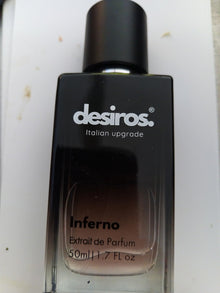 desiros.®
Italian upgrade
Inferno
Extrait de Parfum
50ml | 1.7 FL oz